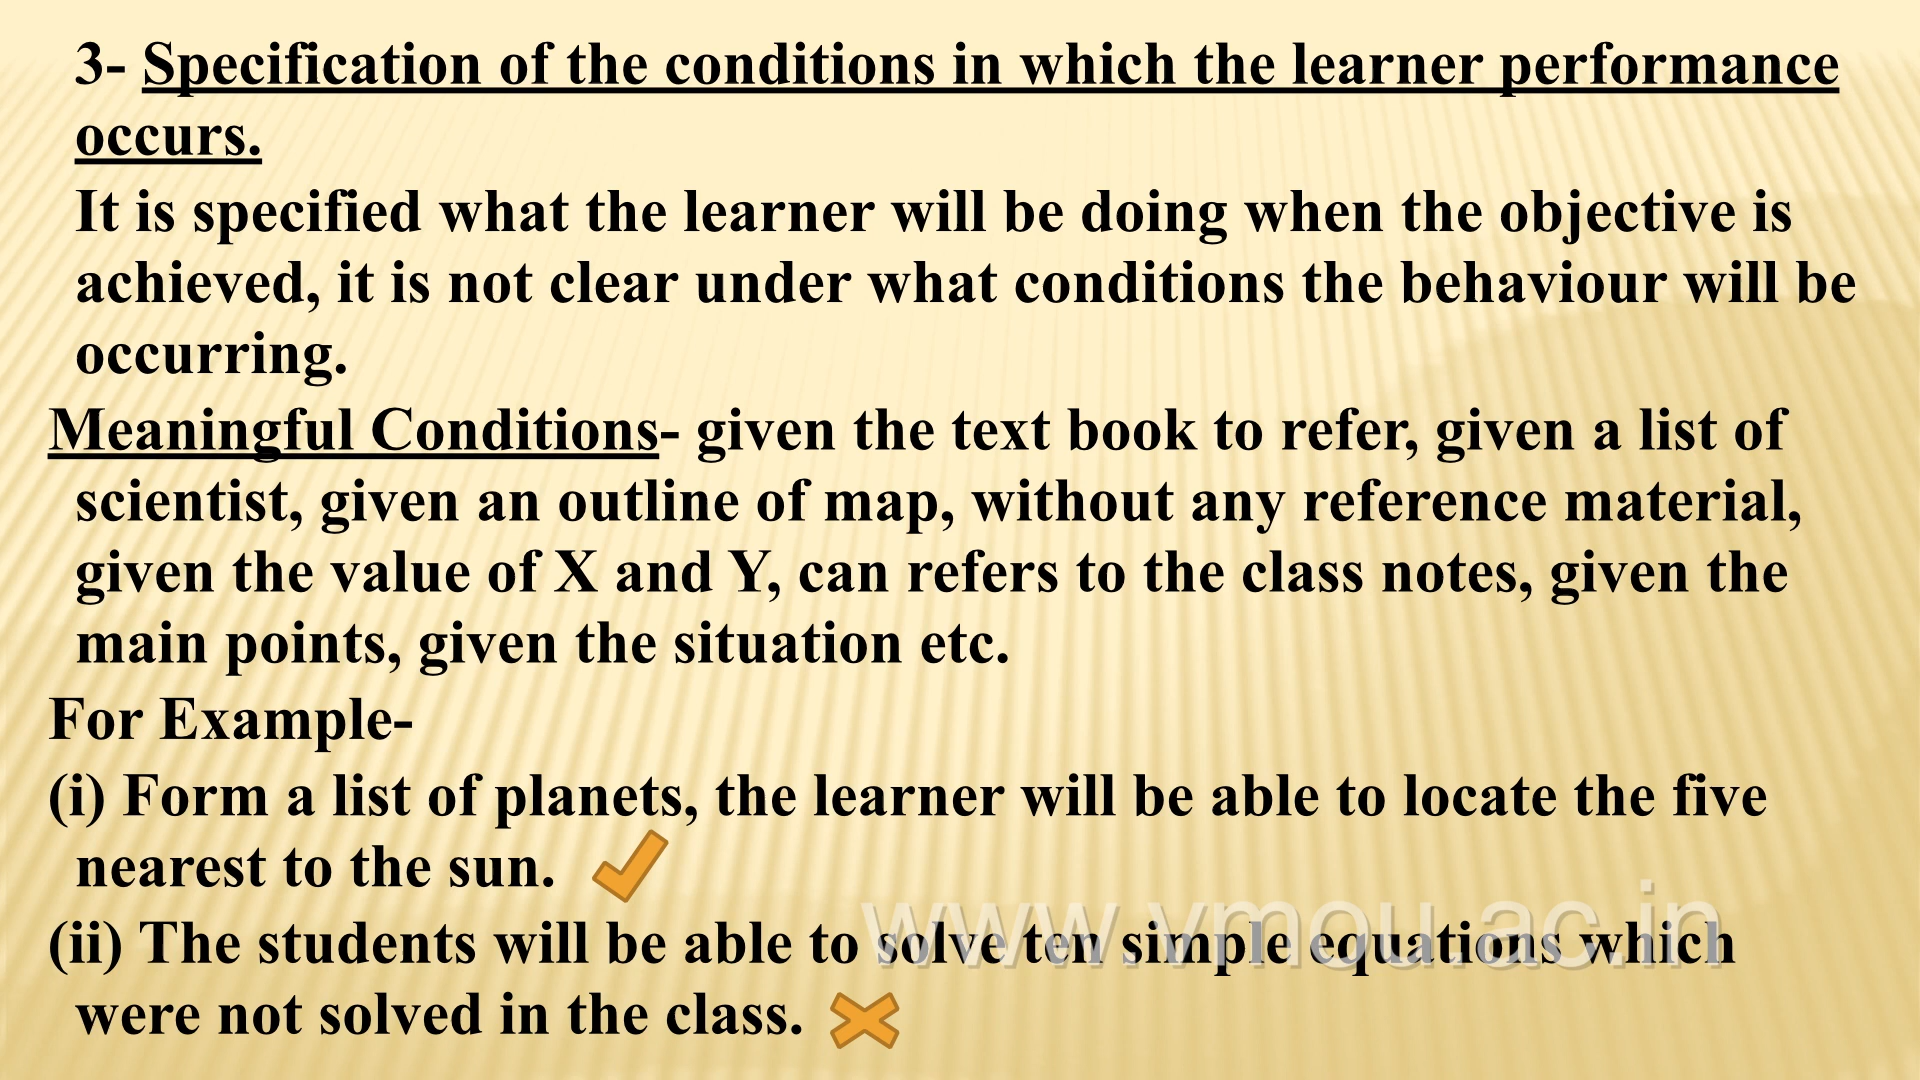 3- Specification of the conditions in which the learner performance
occurs.
It is specified what the learner will be doing when the objective is
achieved, it is not clear under what conditions the behaviour will be
occurring.
Meaningful Conditions- given the text book to refer, given a list of
scientist, given an outline of map, without any reference material,
given the value of X and Y, can refers to the class notes, given the
main points, given the situation etc.
For Example-
(i) Form a list of planets, the learner will be able to locate the five
nearest to the sun.
(ii) The students will be able to solve ten simple equations which
were not solved in the class.
www.vmou.ac.in